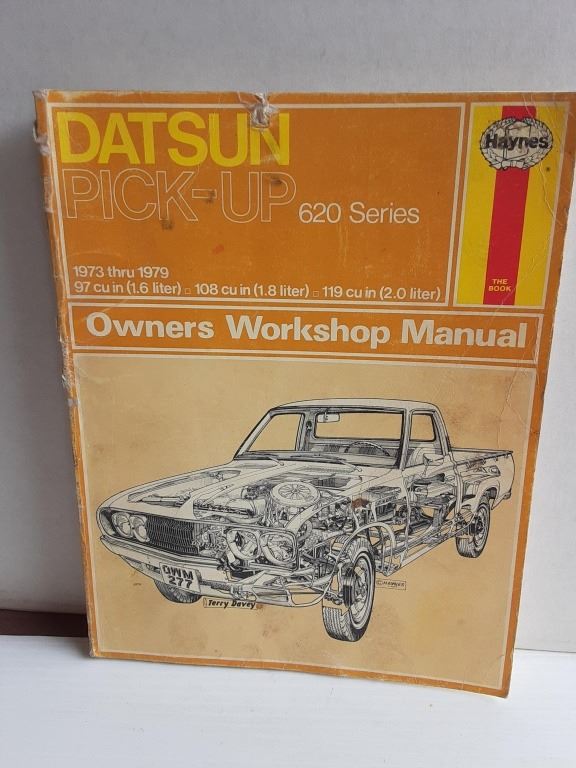 DATSUN
PICK-UP 620 Series
Haynes
®
THE
BOOK
1973 thru 1979
97 cu in (1.6 liter) □ 108 cu in (1.8 liter) □ 119 cu in (2.0 liter)
Owners Workshop Manual
OWM
277
Terry Davey
© HAYNES